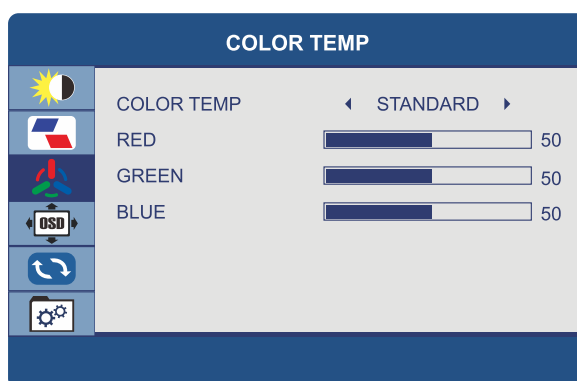 COLOR TEMP
COLOR TEMP STANDARD
RED 50
GREEN 50
BLUE 50
OSD